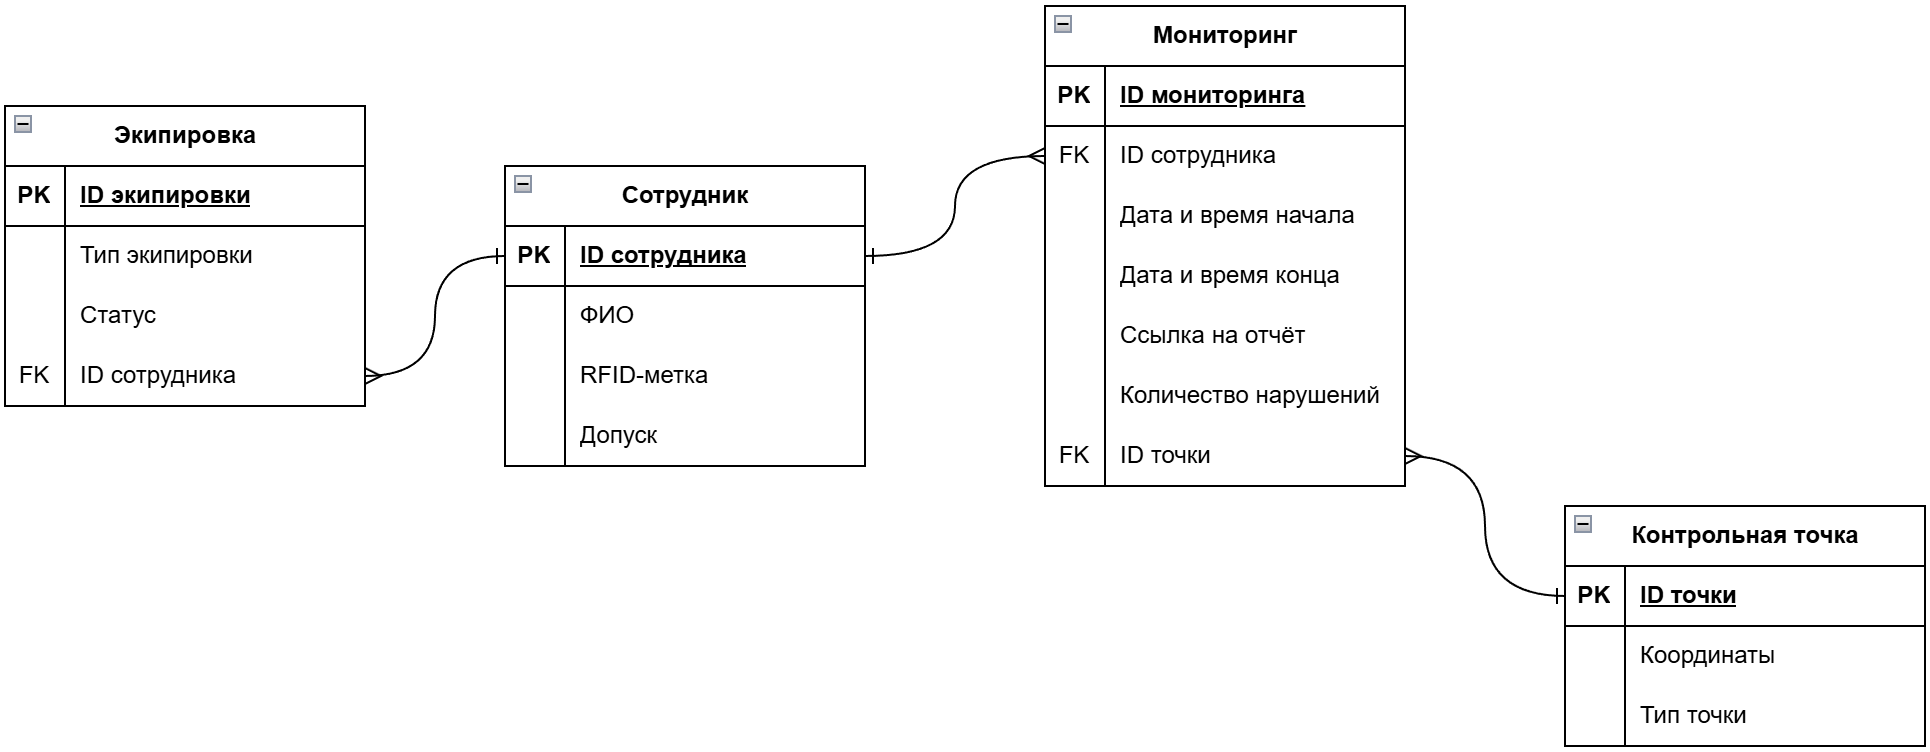 Экипировка
PK ID экипировки
Тип экипировки
Статус
FK ID сотрудника
Сотрудник
PK ID сотрудника
ФИО
RFID-метка
Допуск
Мониторинг
PK ID мониторинга
FK ID сотрудника
Дата и время начала
Дата и время конца
Ссылка на отчёт
Количество нарушений
FK ID точки
Контрольная точка
PK ID точки
Координаты
Тип точки